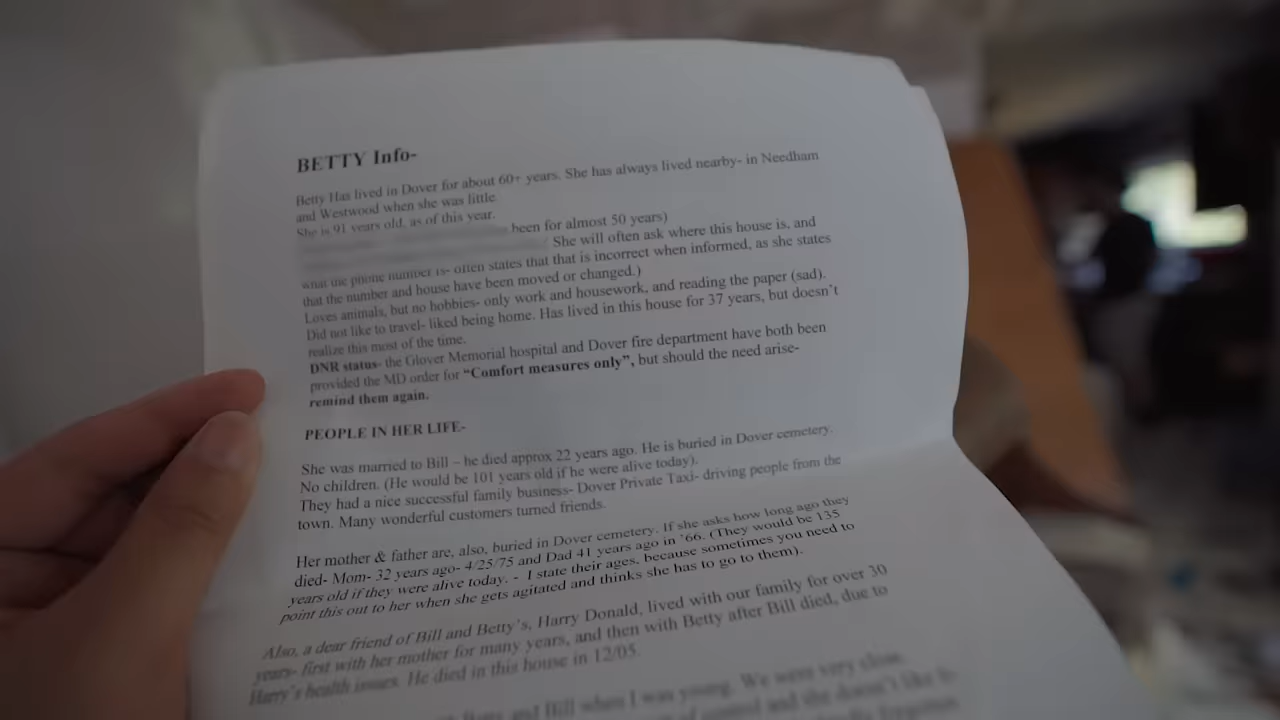 BETTY Info-
Betty Has lived in Dover for about 60+ years. She has always lived nearby- in Needham
and Westwood when she was little
She is 91 years old, as of this year.
been for almost 50 years)
She will often ask where this house is, and
what the phone number is- often states that that is incorrect when informed, as she states
that the number and house have been moved or changed.)
Loves animals, but no hobbies- only work and housework, and reading the paper (sad).
Did not like to travel- liked being home. Has lived in this house for 37 years, but doesn't
realize this most of the time.
DNR status- the Glover Memorial hospital and Dover fire department have both been
provided the MD order for "Comfort measures only", but should the need arise-
remind them again.
PEOPLE IN HER LIFE-
She was married to Bill – he died approx 22 years ago. He is buried in Dover cemetery.
No children. (He would be 101 years old if he were alive today).
They had a nice successful family business- Dover Private Taxi- driving people from the
town. Many wonderful customers turned friends.
Her mother & father are, also, buried in Dover cemetery. If she asks how long ago they
died- Mom- 32 years ago- 4/25/75 and Dad 41 years ago in '66. (They would be 135
years old if they were alive today. - I state their ages, because sometimes you need to
point this out to her when she gets agitated and thinks she has to go to them).
Also, a dear friend of Bill and Betty's, Harry Donald, lived with our family for over 30
years- first with her mother for many years, and then with Betty after Bill died, due to
Harry's health issues. He died in this house in 12/05.
and Bill when I was young. We were very close.
of control and she doesn't like